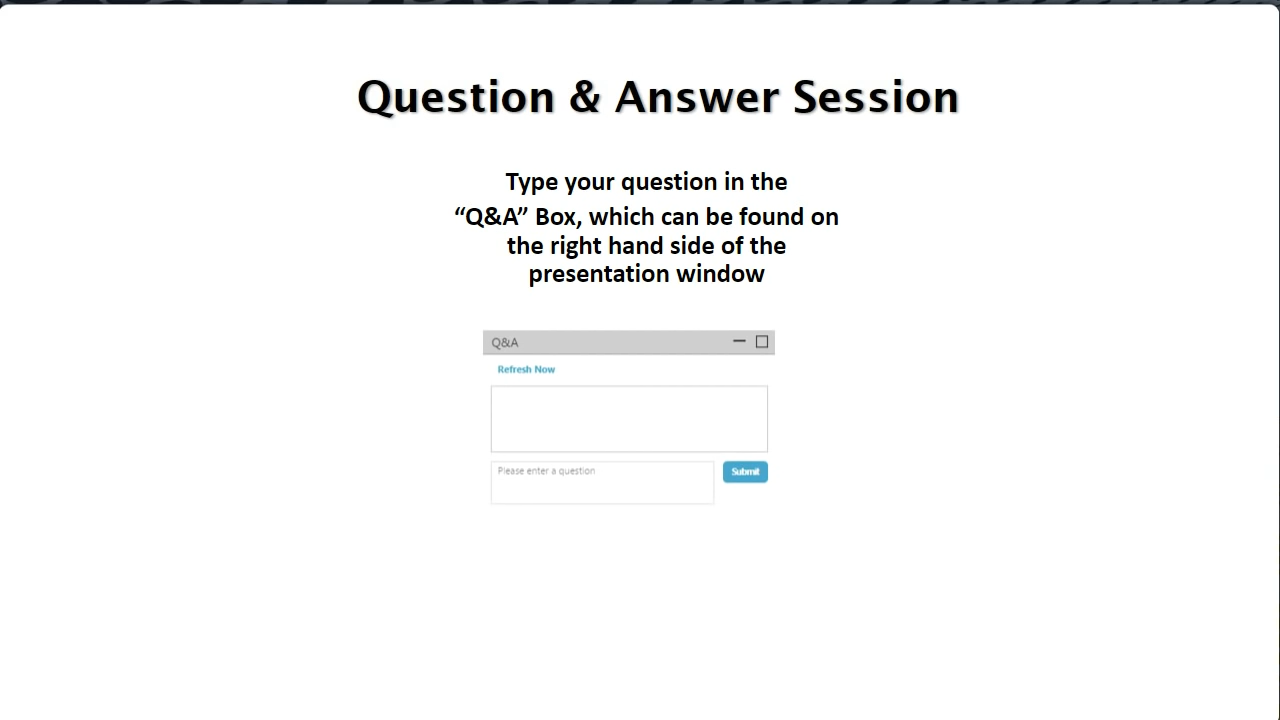 Question & Answer Session
Type your question in the
“Q&A” Box, which can be found on
the right hand side of the
presentation window
Q&A
Refresh Now
Please enter a question
Submit